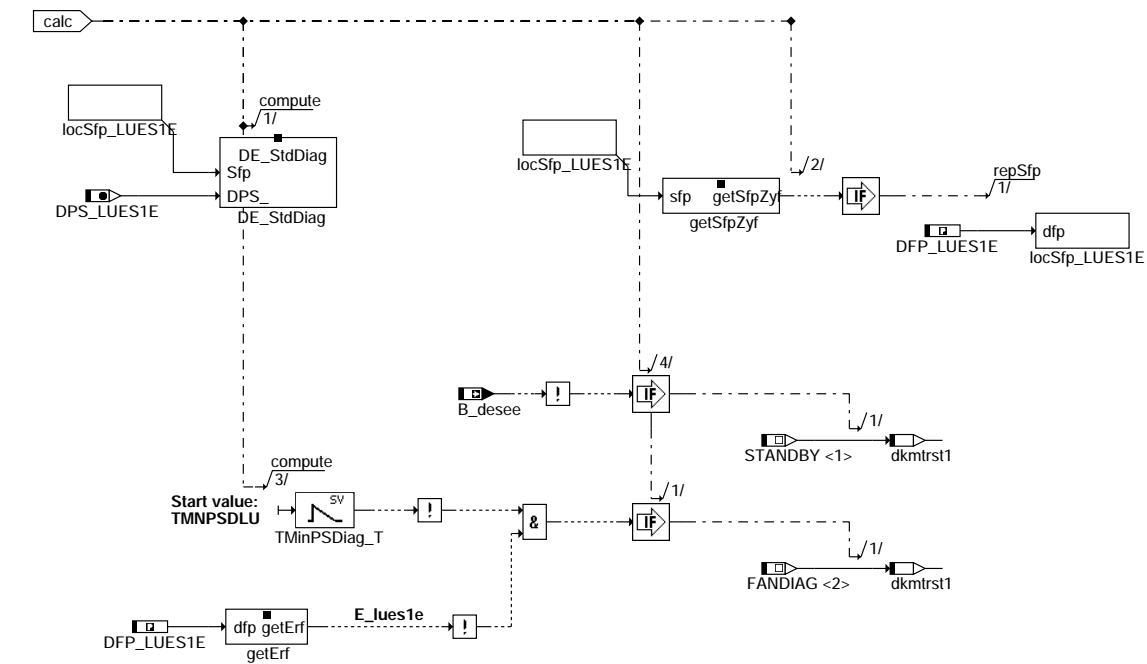 calc
compute
1/
locSfp_LUES1E
DE_StdDiag
Sfp
DPS_
DPS_LUES1E
DE_StdDiag
locSfp_LUES1E
/2/
sfp getSfpZyf
getSfpZyf
IF
repSfp
1/
DFP_LUES1E
dfp
locSfp_LUES1E
/4/
B_desee
!
IF
/1/
STANDBY <1>
dkmtrst1
compute
3/
Start value:
TMNPSDLU
SV
TMinPSDiag_T
!
&
/1/
IF
/1/
FANDIAG <2>
dkmtrst1
DFP_LUES1E
dfp getErf
getErf
E_lues1e
!